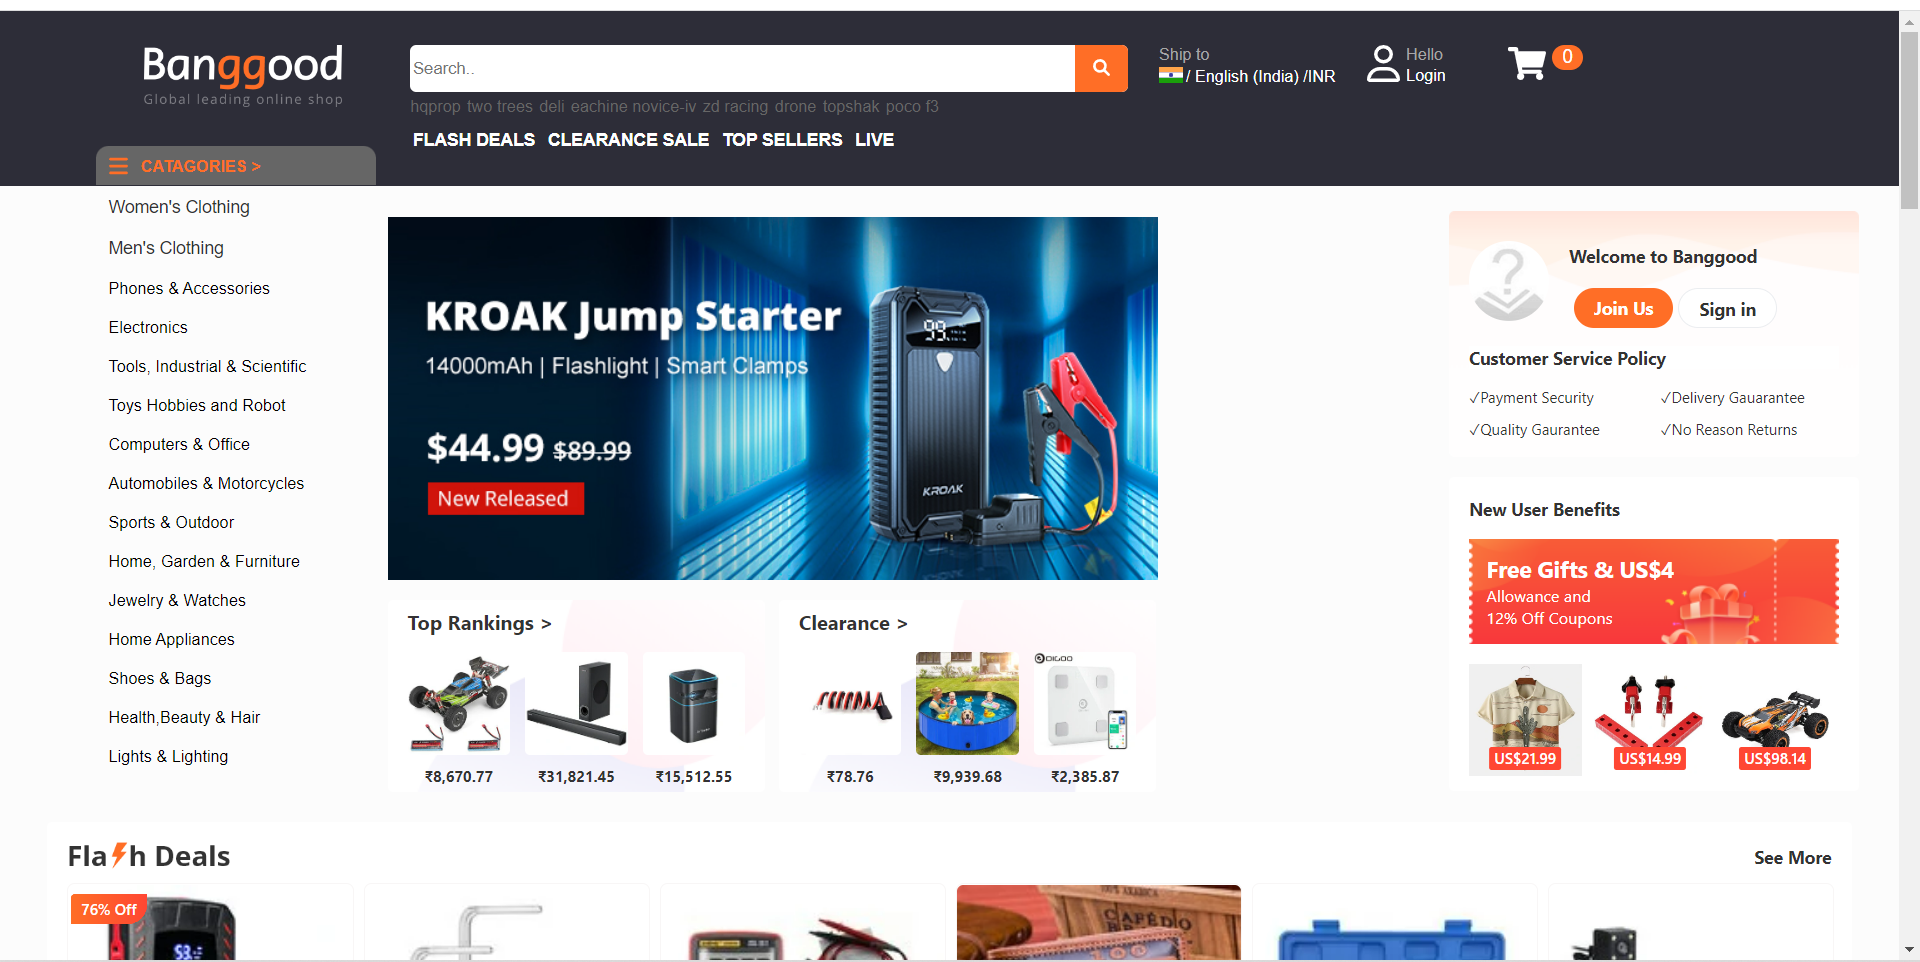 Banggood
Global leading online shop
Search..
hqprop two trees deli eachine novice-iv zd racing drone topshak poco f3
FLASH DEALS CLEARANCE SALE TOP SELLERS LIVE
Ship to
/ English (India) /INR
Hello
Login
0
CATAGORIES >
Women's Clothing
Men's Clothing
Phones & Accessories
Electronics
Tools, Industrial & Scientific
Toys Hobbies and Robot
Computers & Office
Automobiles & Motorcycles
Sports & Outdoor
Home, Garden & Furniture
Jewelry & Watches
Home Appliances
Shoes & Bags
Health,Beauty & Hair
Lights & Lighting
KROAK Jump Starter
14000mAh | Flashlight | Smart Clamps
$44.99 $89.99
New Released
99
KROAK
Top Rankings >
₹8,670.77 ₹31,821.45 ₹15,512.55
Clearance >
DIGOO
₹78.76 ₹9,939.68 ₹2,385.87
Welcome to Banggood
Join Us Sign in
Customer Service Policy
✓Payment Security ✓Delivery Gauarantee
✓Quality Gaurantee ✓No Reason Returns
New User Benefits
Free Gifts & US$4
Allowance and
12% Off Coupons
US$21.99 US$14.99 US$98.14
Fla h Deals
See More
76% Off
CAFÉ DO